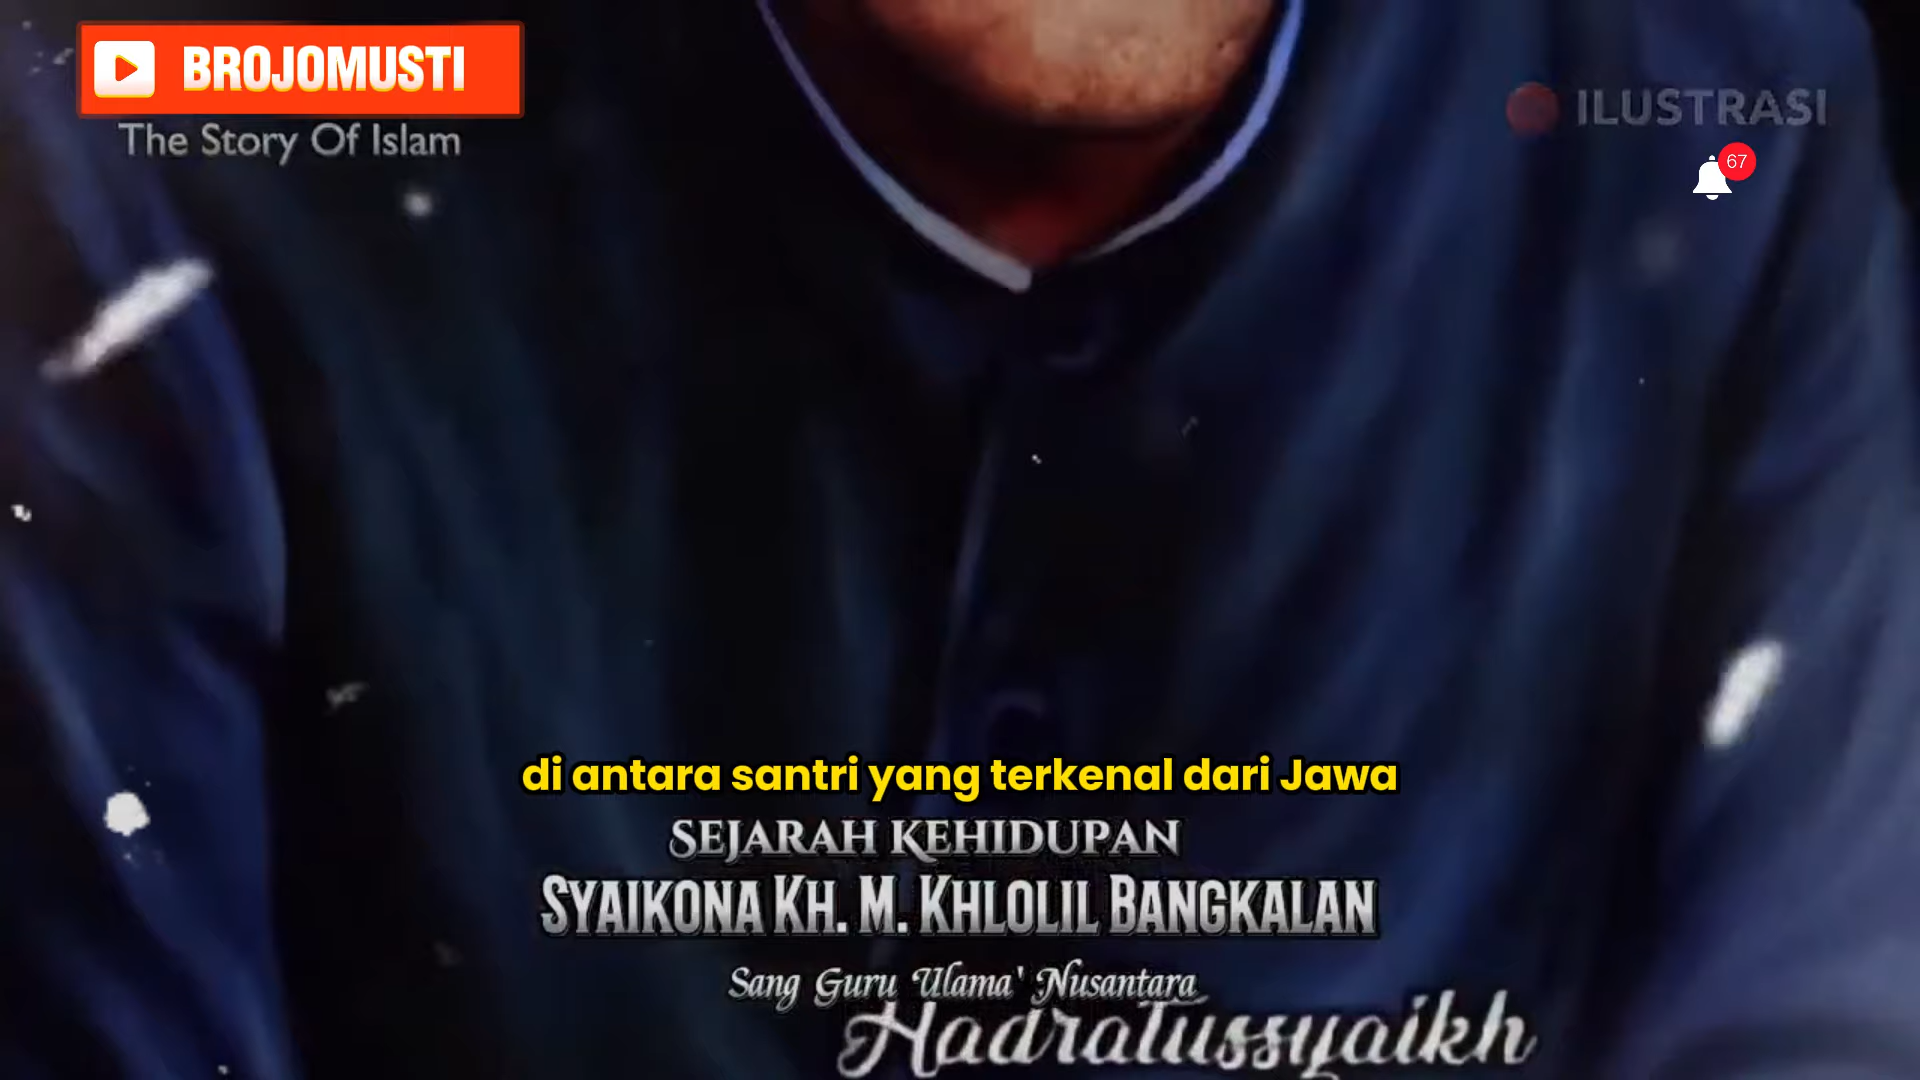 BROJOMUSTI
The Story Of Islam
ILUSTRASI
67
di antara santri yang terkenal dari Jawa
SEJARAH KEHIDUPAN
SYAIKONA KH. M. KHLOLIL BANGKALAN
Sang Guru Ulama' Nusantara
Hadratussyaikh